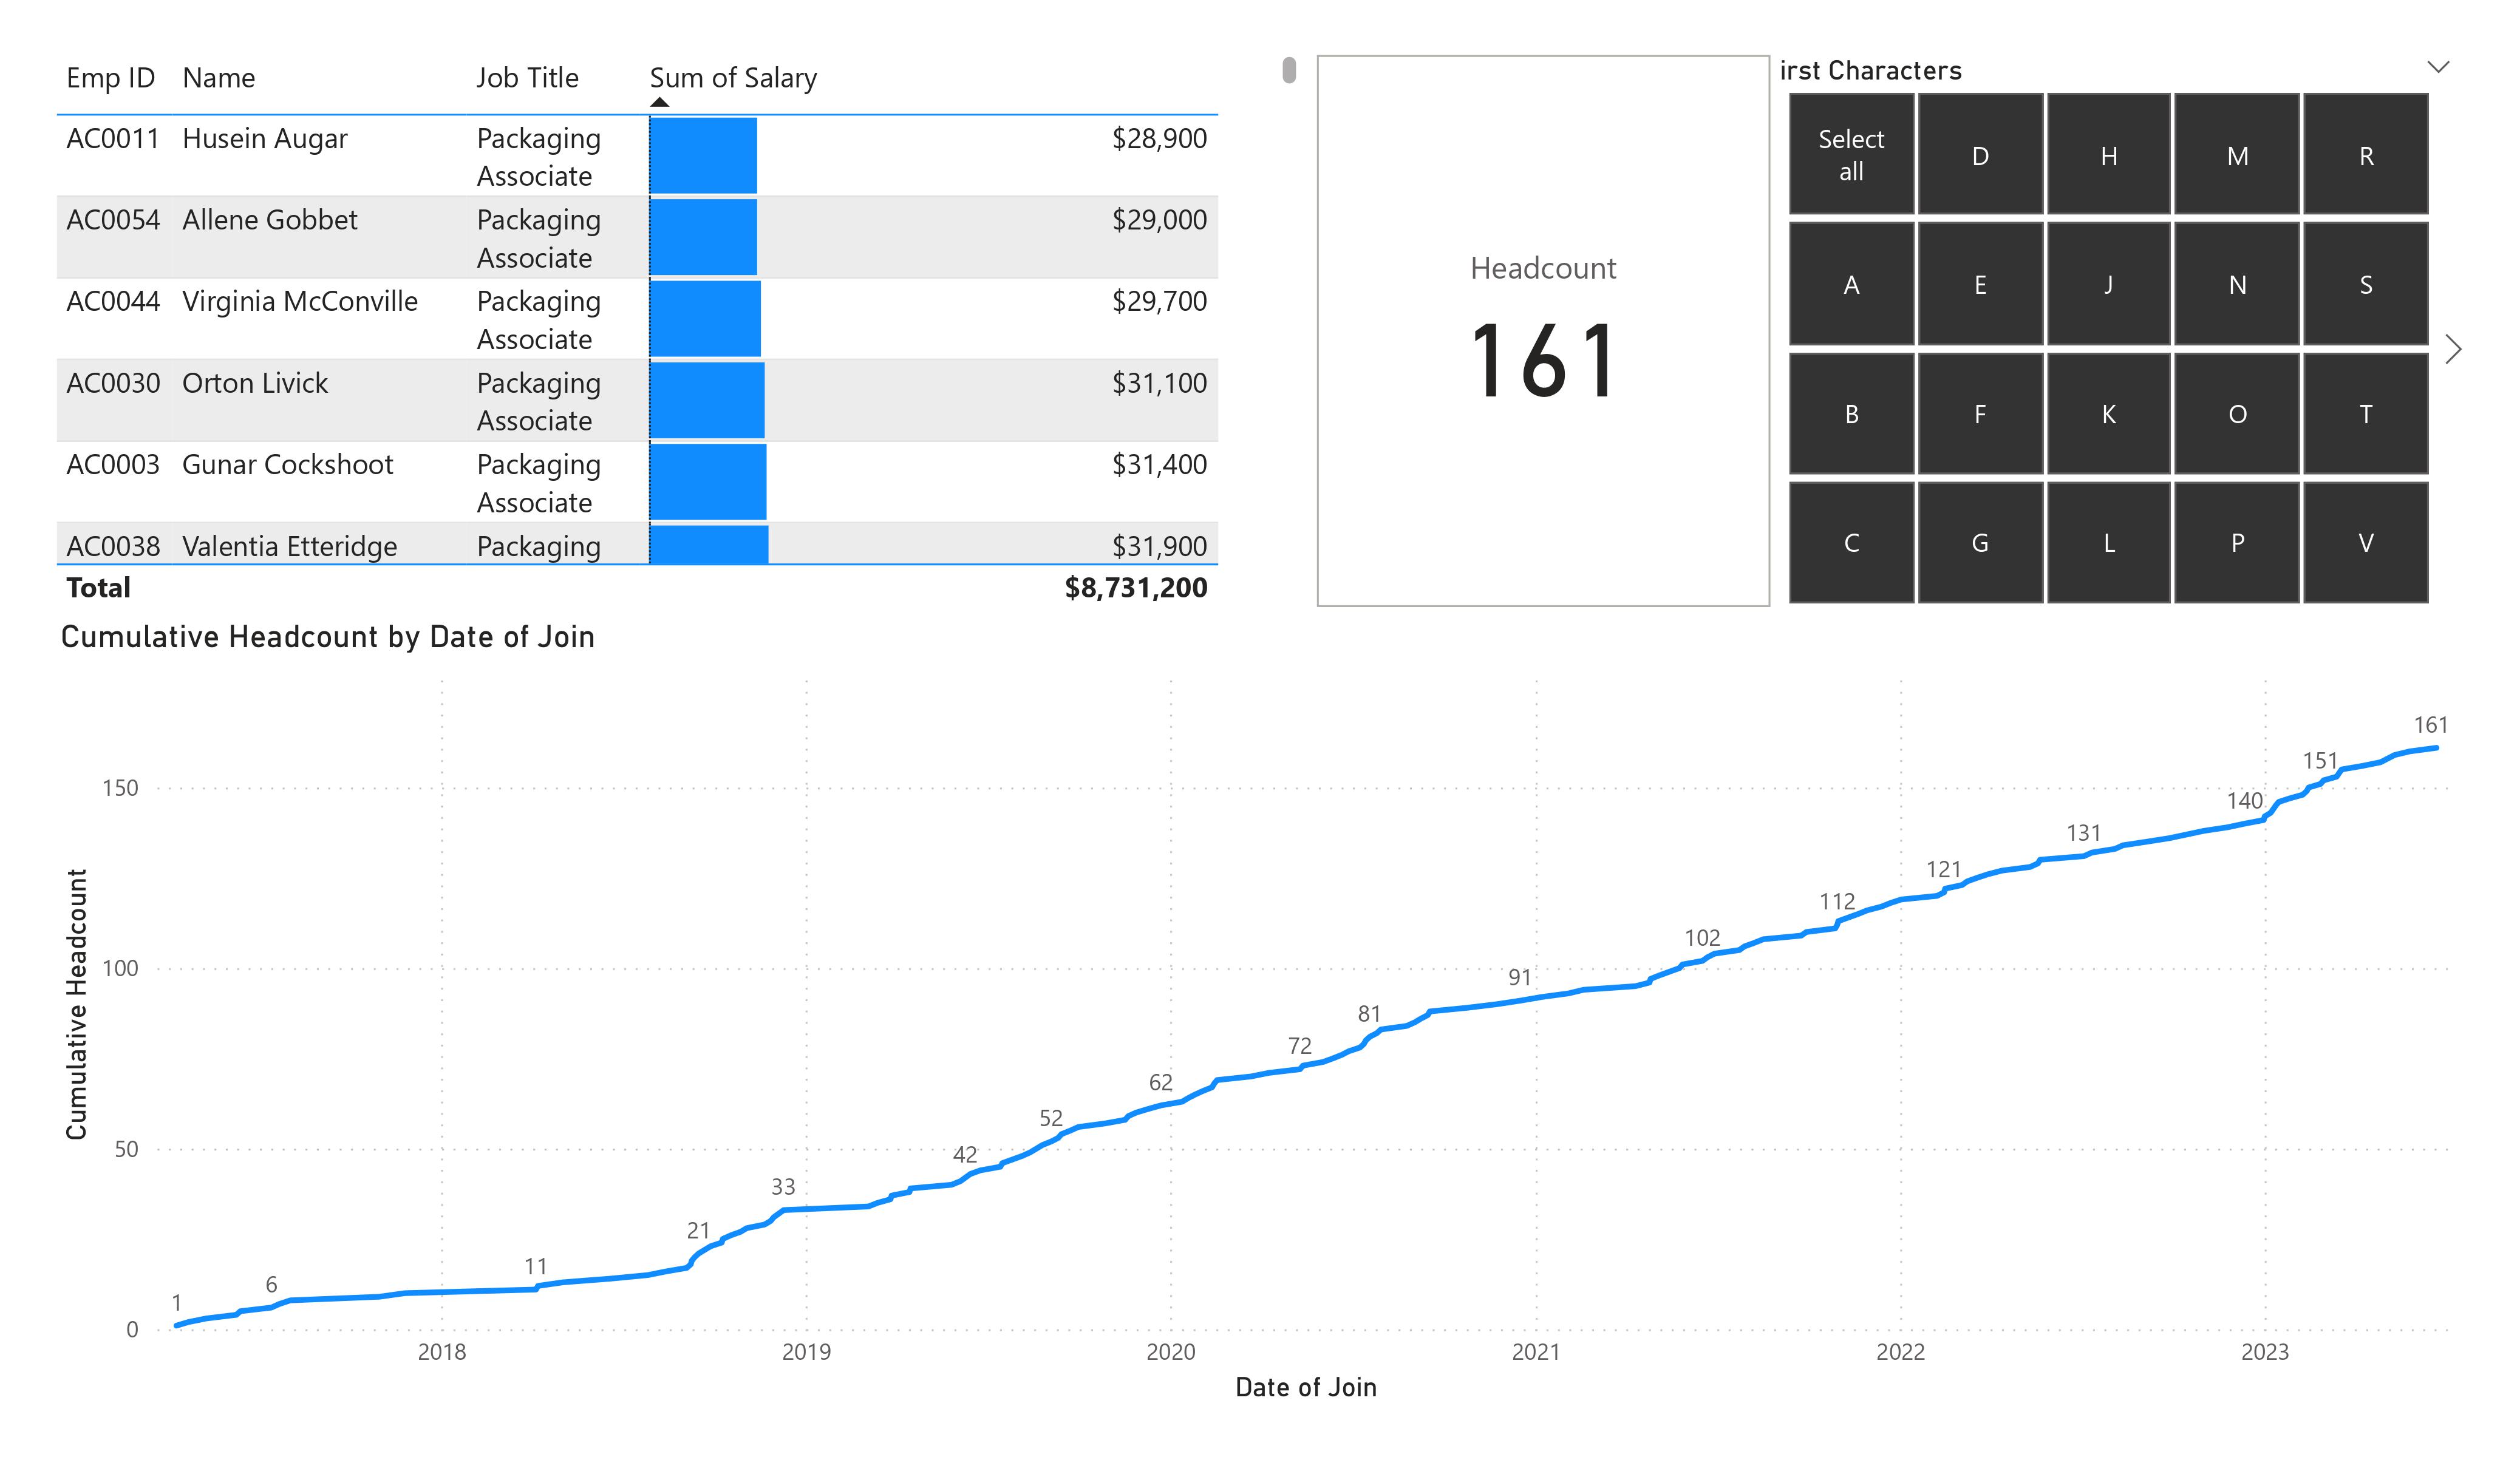 Emp ID Name Job Title Sum of Salary
AC0011 Husein Augar Packaging $28,900
Associate
AC0054 Allene Gobbet Packaging $29,000
Associate
AC0044 Virginia McConville Packaging $29,700
Associate
AC0030 Orton Livick Packaging $31,100
Associate
AC0003 Gunar Cockshoot Packaging $31,400
Associate
AC0038 Valentia Etteridge Packaging $31,900
Total $8,731,200
Headcount
161
irst Characters
Select
all
D H M R
A E J N S
B F K O T
C G L P V
Cumulative Headcount by Date of Join
Cumulative Headcount
150
100
50
0
1
6
11
21
33
42
52
62
72
81
91
102
112
121
131
140
151
161
2018 2019 2020 2021 2022 2023
Date of Join